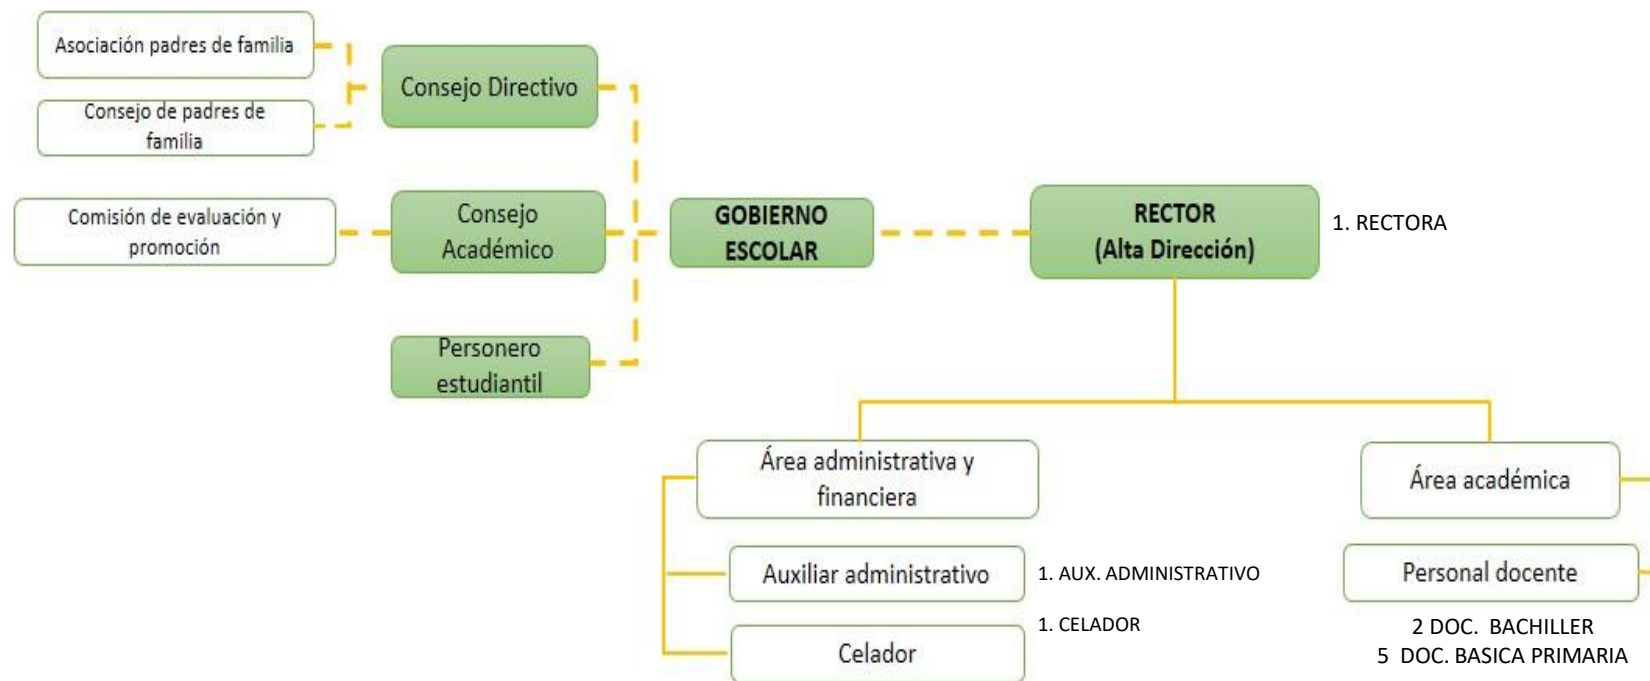 Asociación padres de familia
Consejo de padres de
familia
Consejo Directivo
Comisión de evaluación y
promoción
Consejo
Académico
Personero
estudiantil
GOBIERNO
ESCOLAR
RECTOR
(Alta Dirección)
1. RECTORA
Área administrativa y
financiera
Auxiliar administrativo
1. AUX. ADMINISTRATIVO
Celador
1. CELADOR
Área académica
Personal docente
2 DOC. BACHILLER
5 DOC. BASICA PRIMARIA